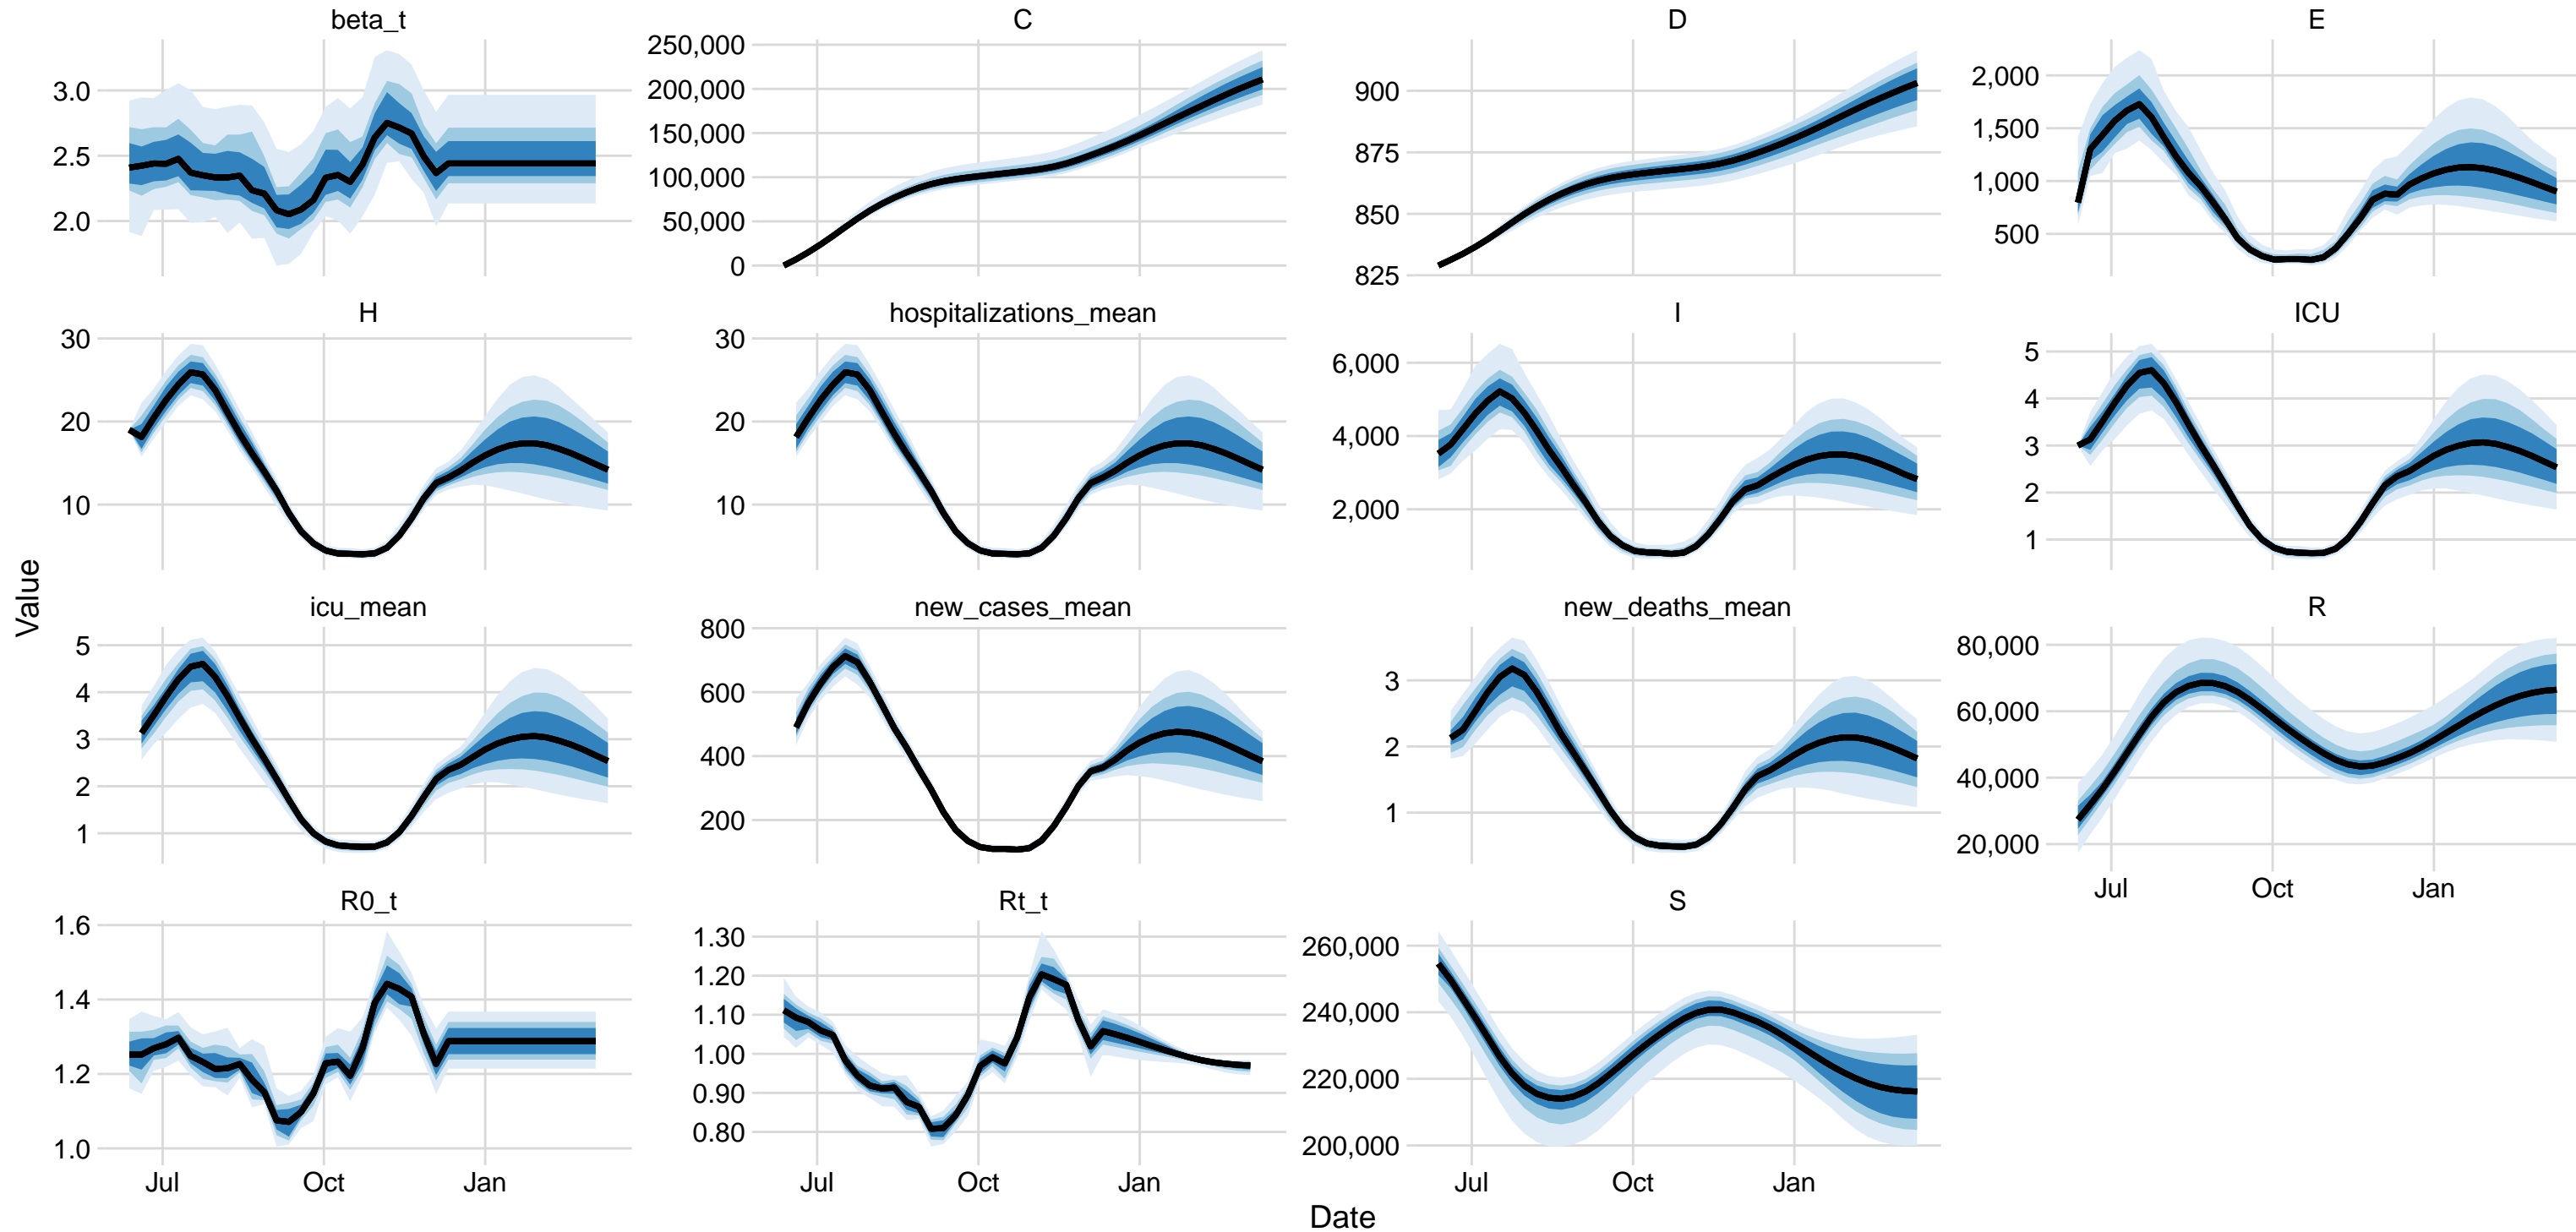 beta_t
C
D
E
3.0
2.5
2.0
250,000
200,000
150,000
100,000
50,000
0
900
875
850
825
2,000
1,500
1,000
500
H
hospitalizations_mean
I
ICU
30
20
10
30
20
10
6,000
4,000
2,000
5
4
3
2
1
icu_mean
new_cases_mean
new_deaths_mean
R
5
4
3
2
1
800
600
400
200
3
2
1
80,000
60,000
40,000
20,000
Jul
Oct
Jan
R0_t
Rt_t
S
1.6
1.4
1.2
1.0
1.30
1.20
1.10
1.00
0.90
0.80
260,000
240,000
220,000
200,000
Jul
Oct
Jan
Jul
Oct
Jan
Jul
Oct
Jan
Value
Date